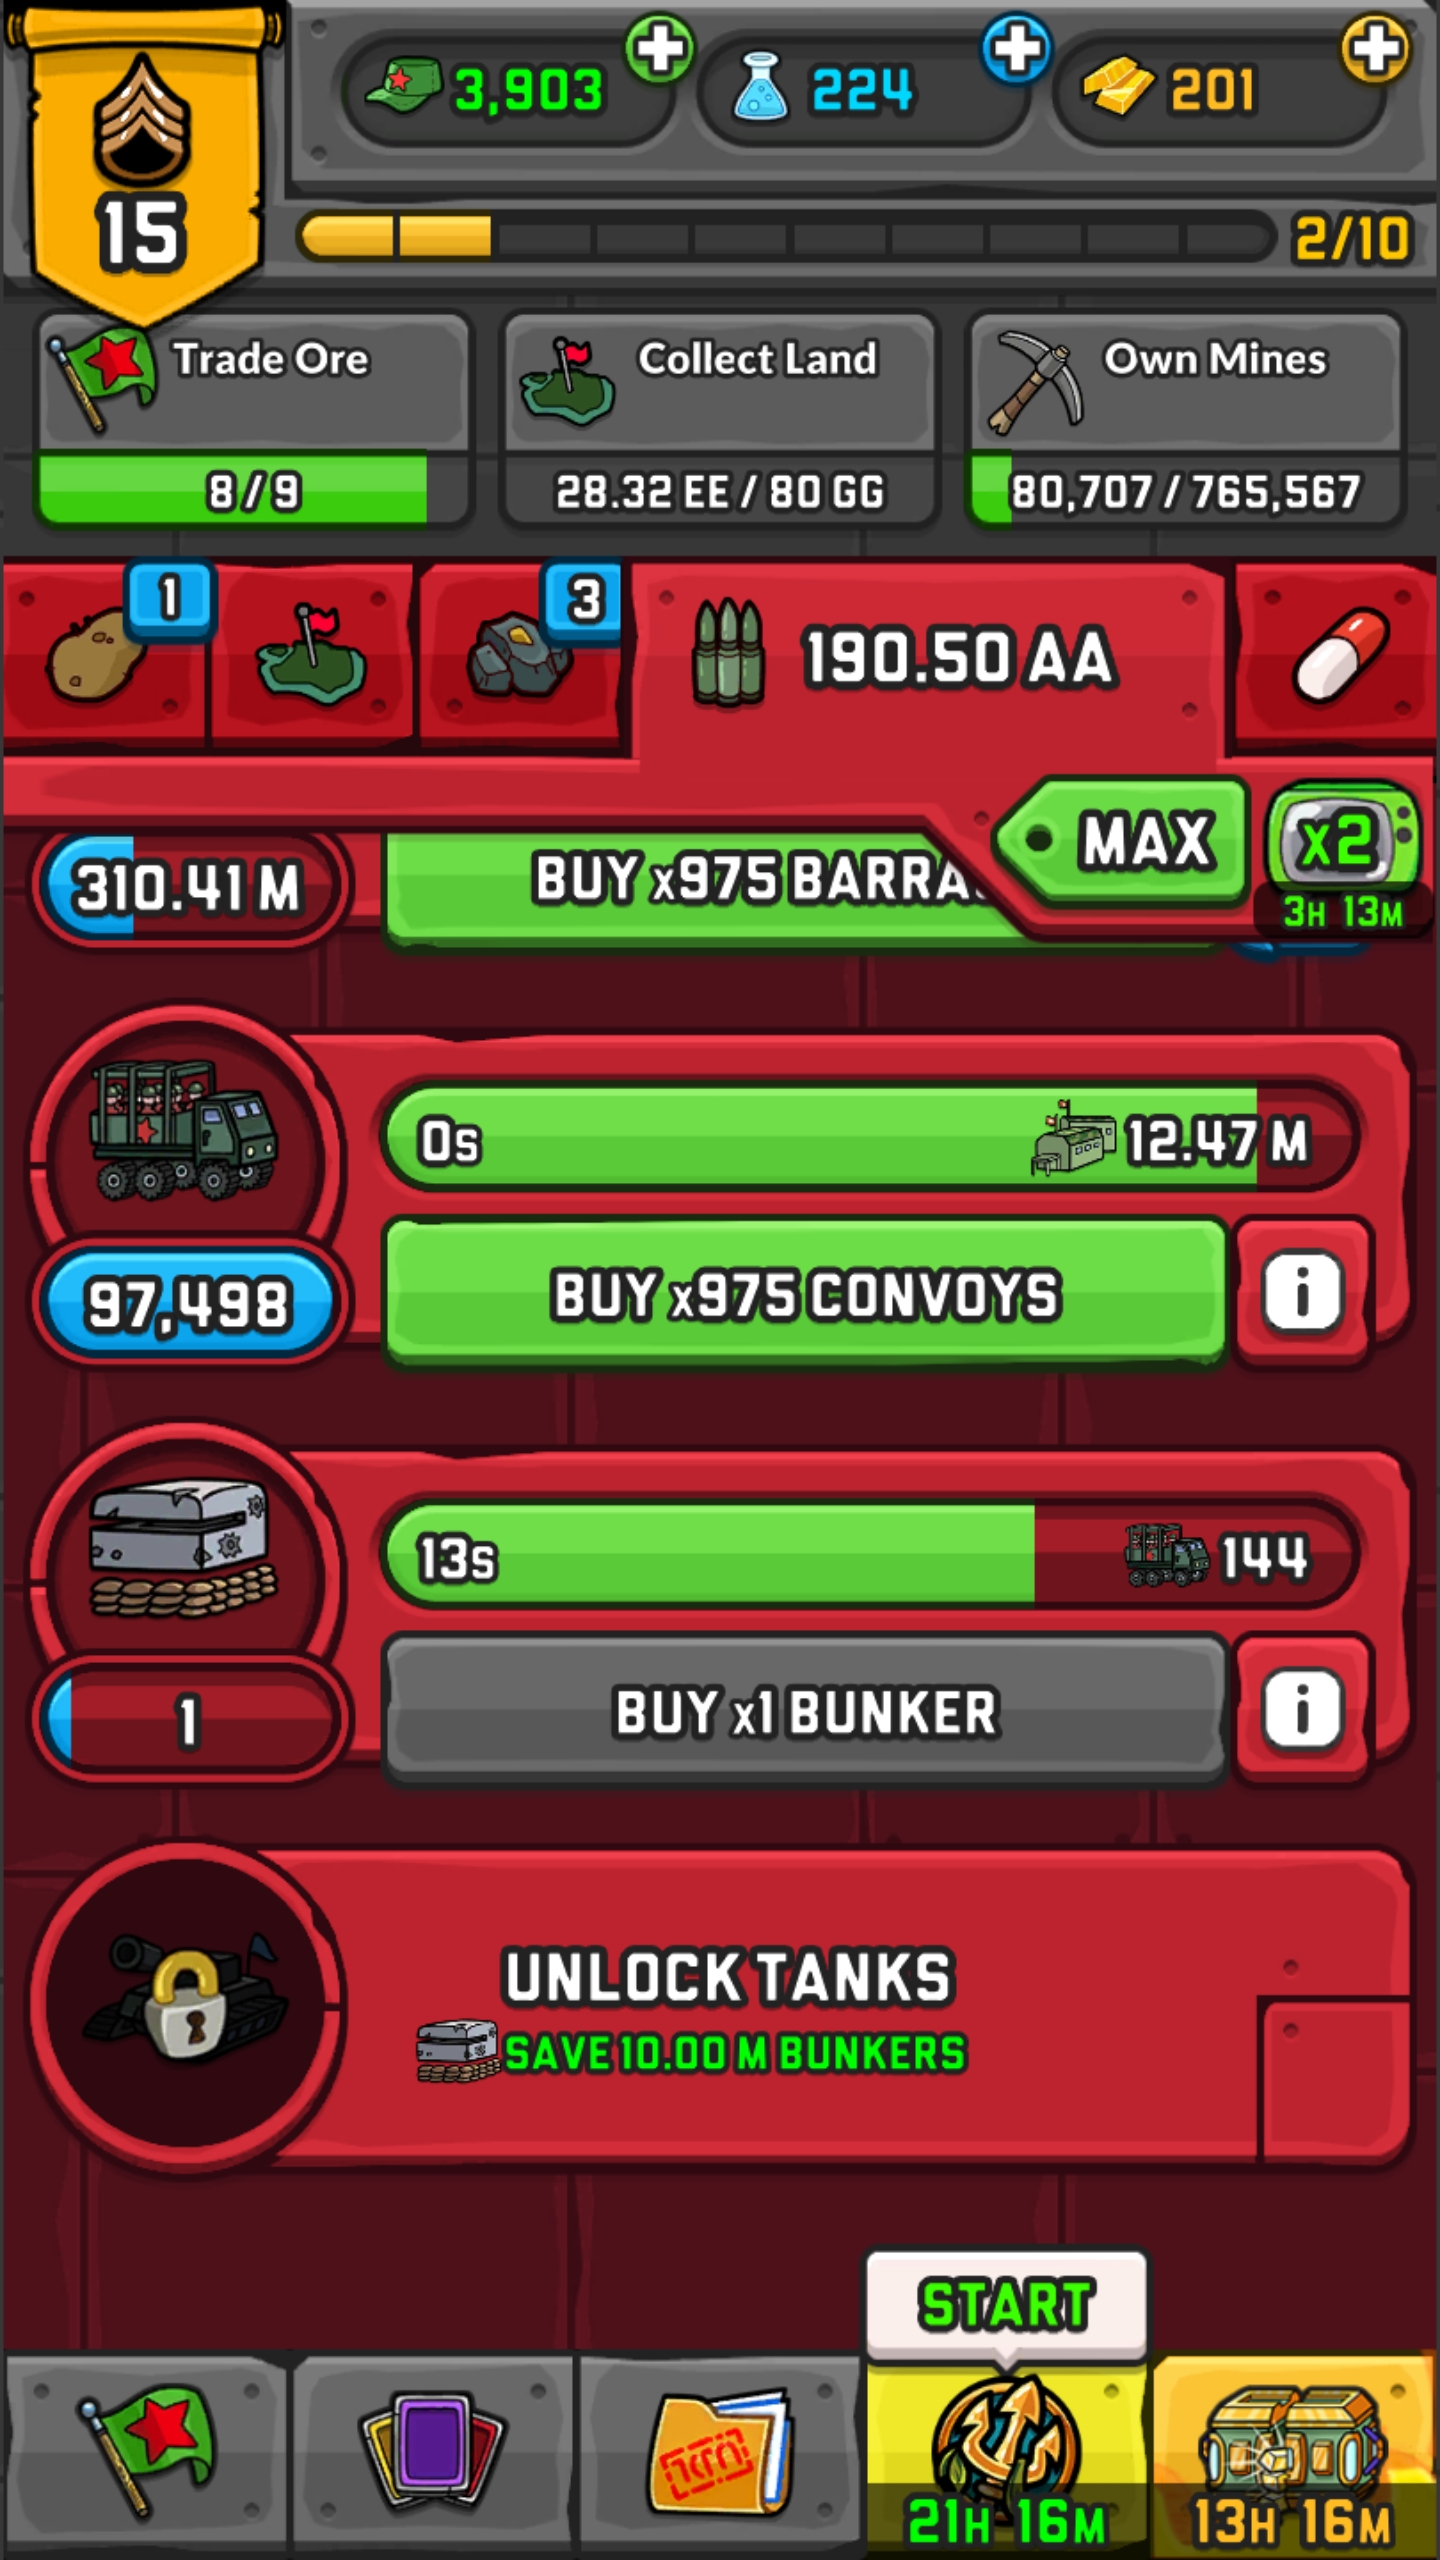 3,903
224
201
15
2/10
Trade Ore
Collect Land
Own Mines
8/9
28.32 EE / 80 GG
80,707 / 765,567
1
3
190.50 AA
MAX
x2
3H 13M
310.41 M
BUY x975 BARRA
0s
12.47 M
97,498
BUY x975 CONVOYS
i
13s
144
1
BUY x1 BUNKER
i
UNLOCK TANKS
SAVE 10.00 M BUNKERS
START
21H 16M
13H 16M